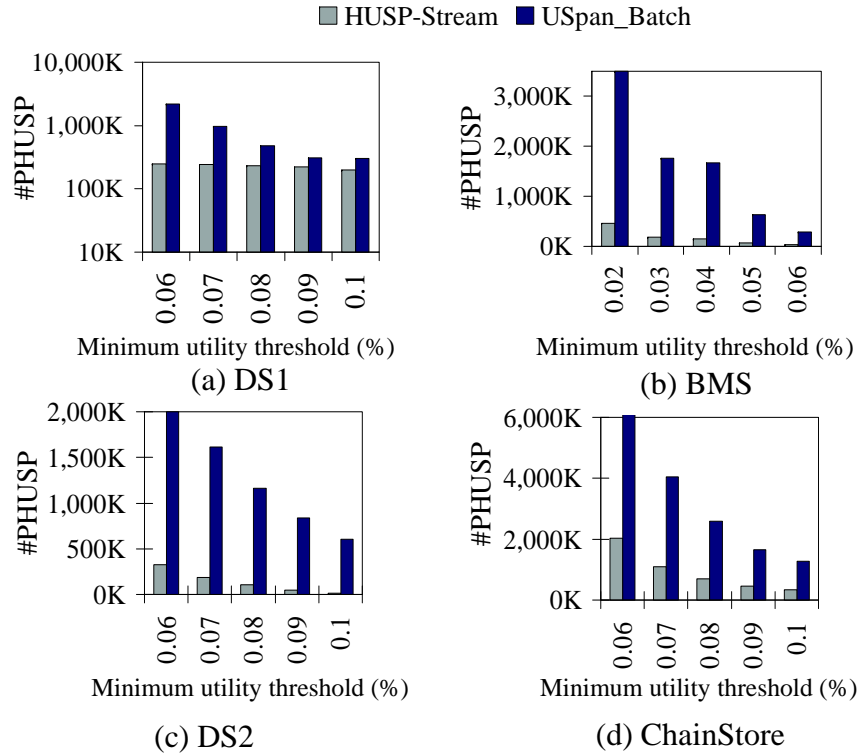 HUSP-Stream USpan_Batch
#PHUSP
10,000K
1,000K
100K
10K
0.06 0.07 0.08 0.09 0.1
Minimum utility threshold (%)
(a) DS1
#PHUSP
3,000K
2,000K
1,000K
0K
0.02 0.03 0.04 0.05 0.06
Minimum utility threshold (%)
(b) BMS
#PHUSP
2,000K
1,500K
1,000K
500K
0K
0.06 0.07 0.08 0.09 0.1
Minimum utility threshold (%)
(c) DS2
#PHUSP
6,000K
4,000K
2,000K
0K
0.06 0.07 0.08 0.09 0.1
Minimum utility threshold (%)
(d) ChainStore